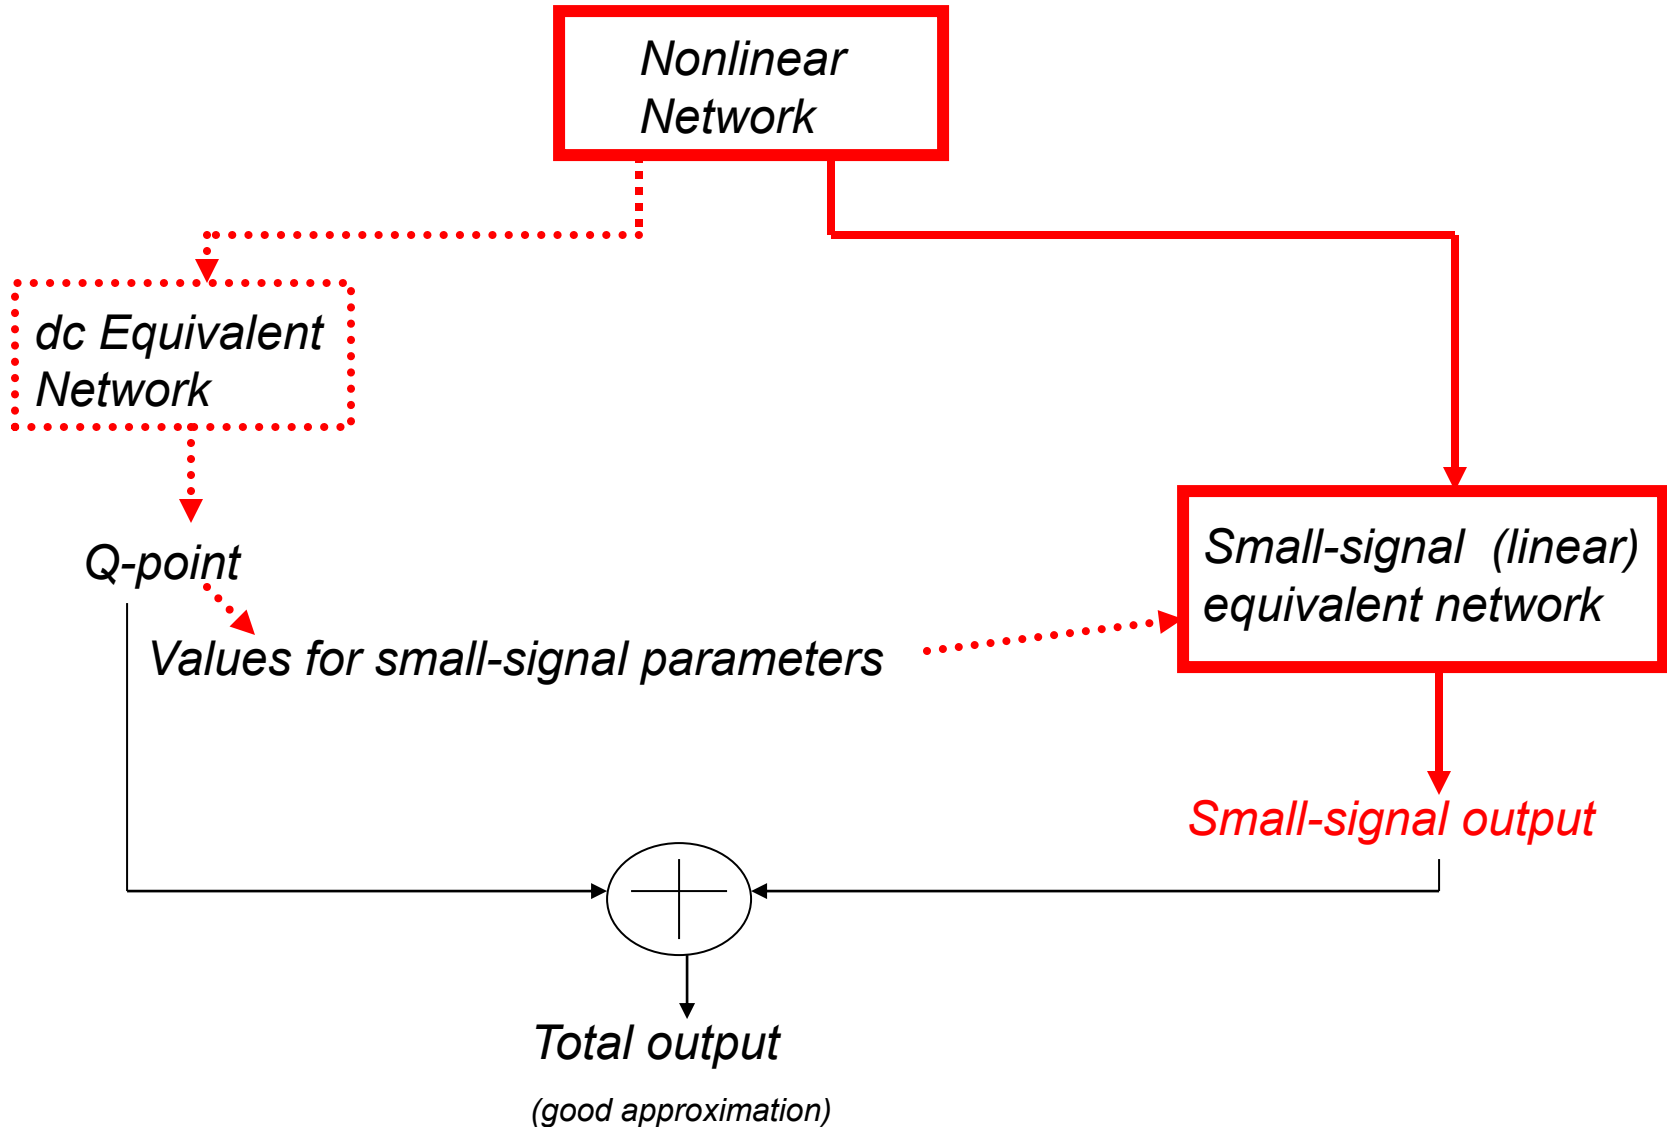 Nonlinear
Network
dc Equivalent
Network
Q-point
Small-signal (linear)
equivalent network
Values for small-signal parameters
Small-signal output
Total output
(good approximation)